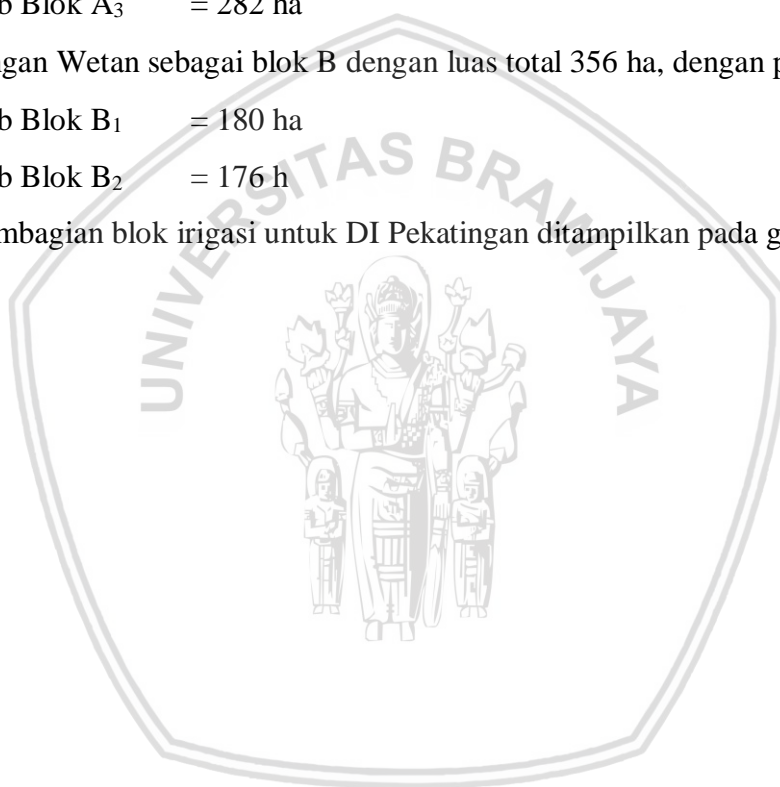 b Blok A₃ = 282 ha
ngan Wetan sebagai blok B dengan luas total 356 ha, dengan p
b Blok B₁ = 180 ha
b Blok B₂ = 176 h
mbagian blok irigasi untuk DI Pekatingan ditampilkan pada g
UNIVERSITAS BRAWIJAYA